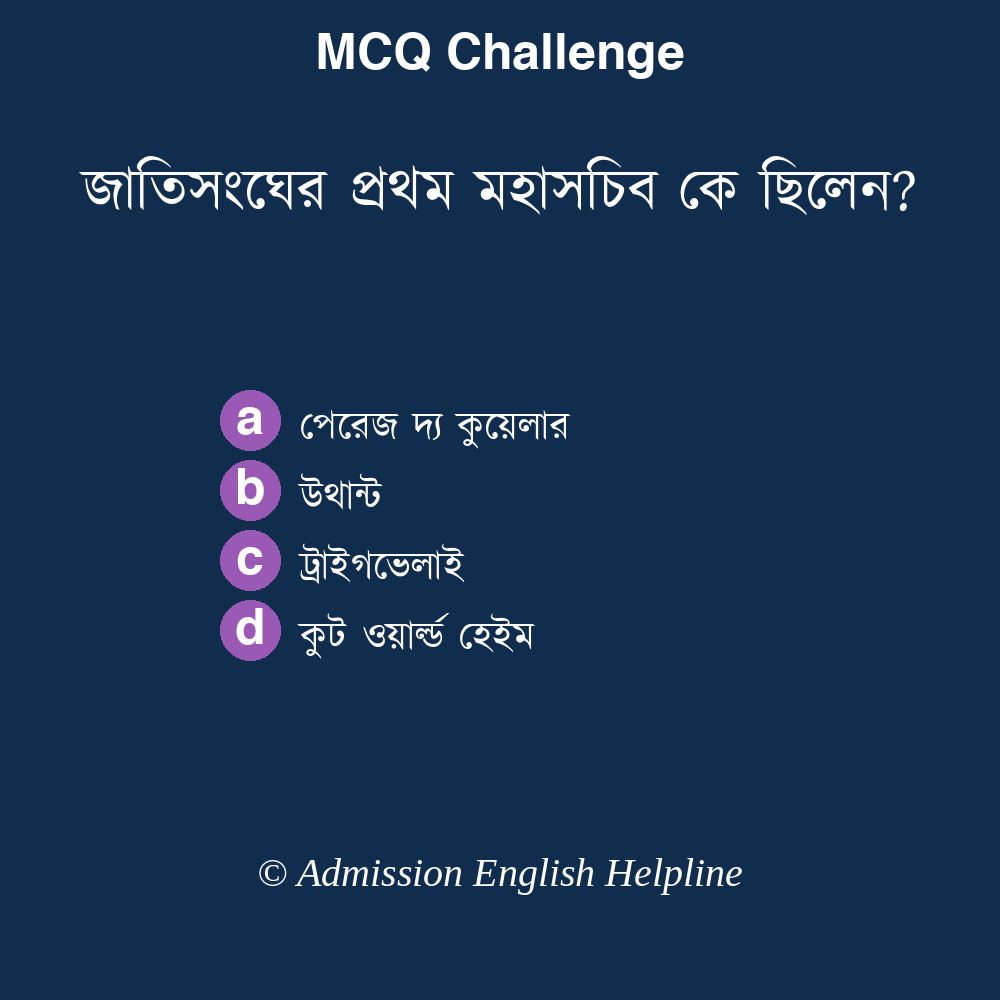 MCQ Challenge
জাতিসংঘের প্রথম মহাসচিব কে ছিলেন?
a পেরেজ দ্য কুয়েলার
b উথান্ট
c ট্রাইগভেলাই
d কুট ওয়ার্ল্ড হেইম
© Admission English Helpline